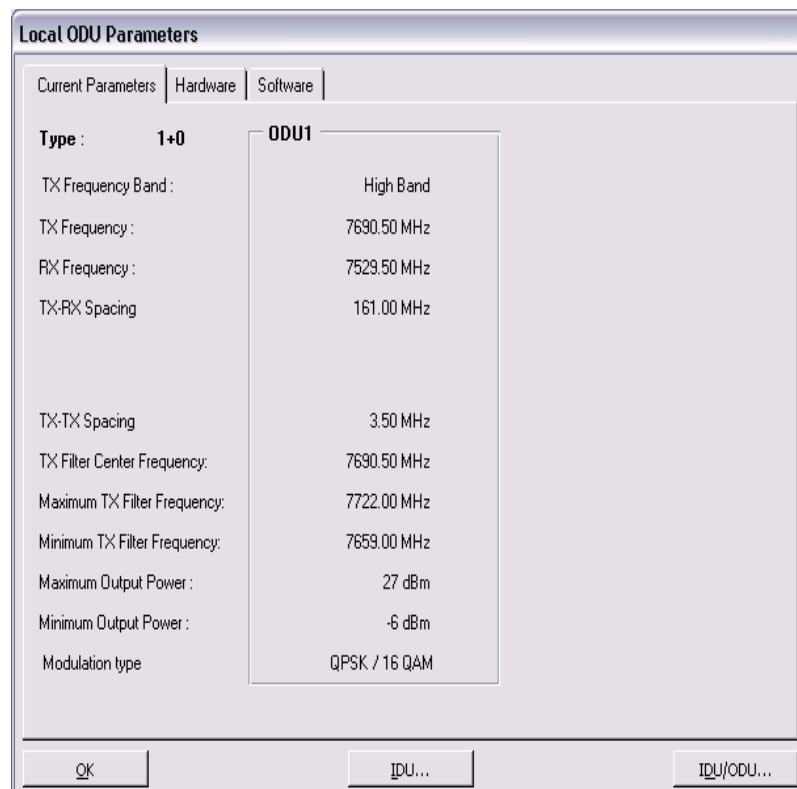 Local ODU Parameters
Current Parameters Hardware Software
Type : 1+0 ODU1
TX Frequency Band : High Band
TX Frequency : 7690.50 MHz
RX Frequency : 7529.50 MHz
TX-RX Spacing 161.00 MHz
TX-TX Spacing 3.50 MHz
TX Filter Center Frequency: 7690.50 MHz
Maximum TX Filter Frequency: 7722.00 MHz
Minimum TX Filter Frequency: 7659.00 MHz
Maximum Output Power : 27 dBm
Minimum Output Power : -6 dBm
Modulation type QPSK / 16 QAM
OK IDU... IDU/ODU...